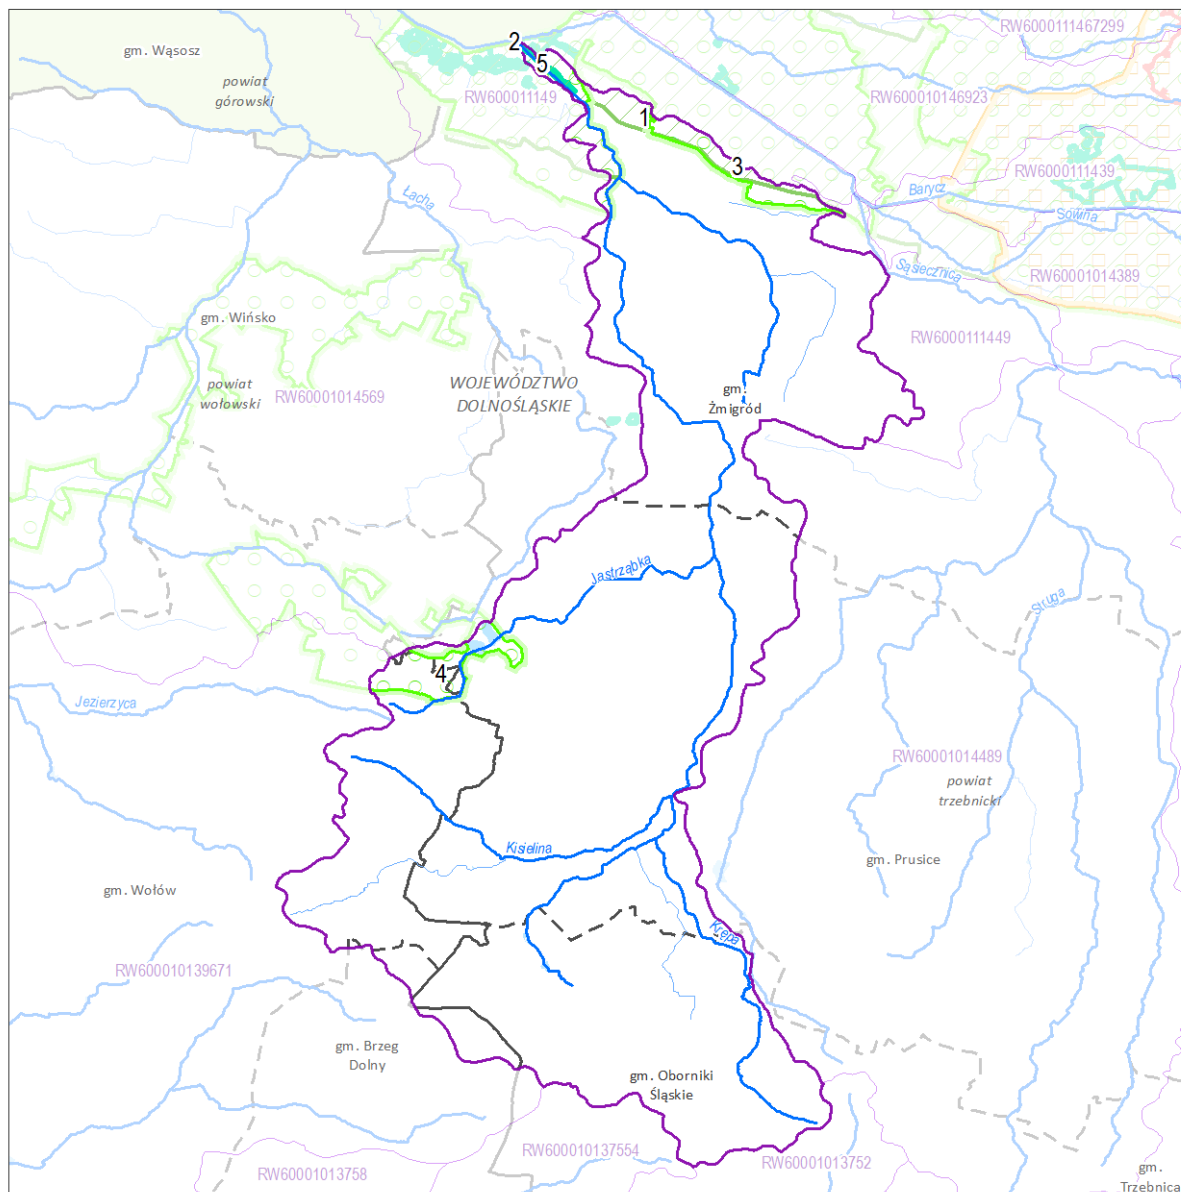 RW6000111467299
2
gm. Wąsosz
5
powiat
górowski
RW600011149
RW600010146923
1
3
RW6000111439
Barycz
Łacha
Sowina
Sąsiecznica
RW60001014389
gm. Wińsko
RW6000111449
powiat
wołowski
WOJEWÓDZTWO
DOLNOŚLĄSKIE
RW60001014569
gm.
Żmigród
Jastrząbka
Struga
4
Jezierzyca
RW60001014489
powiat
trzebnicki
Kisielina
gm. Prusice
gm. Wołów
Krępa
RW600010139671
gm. Brzeg
Dolny
gm. Oborniki
Śląskie
RW600010137554
RW60001013752
RW60001013758
gm.
Trzebnica